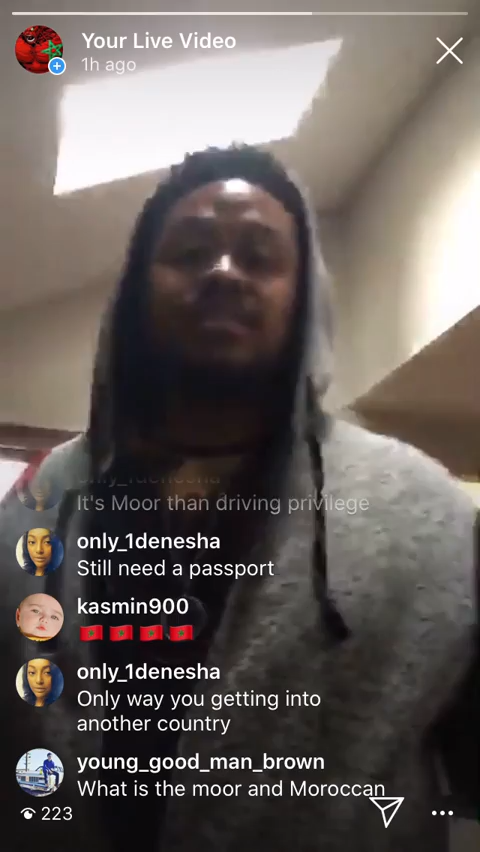 Your Live Video
1h ago
only_1denesha
It's Moor than driving privilege
only_1denesha
Still need a passport
kasmin900
🇲🇦 🇲🇦 🇲🇦 🇲🇦
only_1denesha
Only way you getting into
another country
young_good_man_brown
What is the moor and Moroccan
223